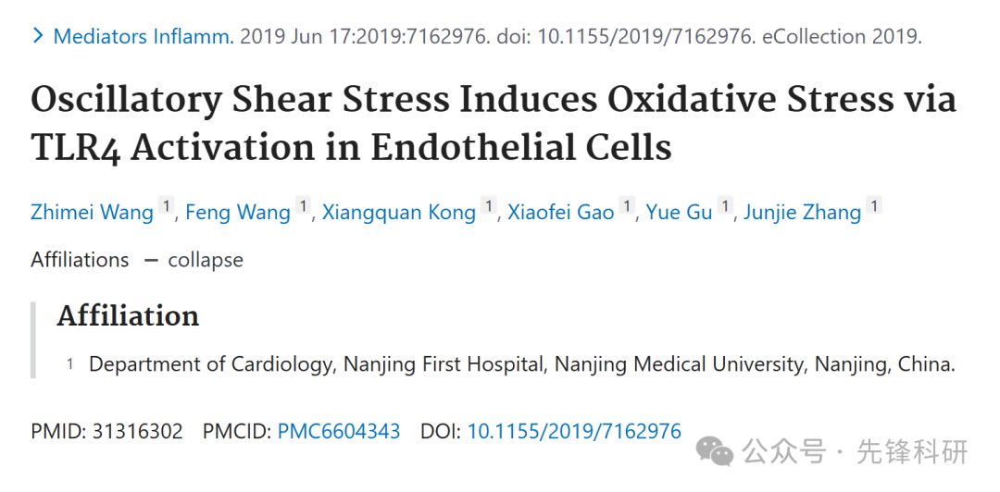 Mediators Inflamm. 2019 Jun 17:2019:7162976. doi: 10.1155/2019/7162976. eCollection 2019.
Oscillatory Shear Stress Induces Oxidative Stress via
TLR4 Activation in Endothelial Cells
Zhimei Wang 1, Feng Wang 1, Xiangquan Kong 1, Xiaofei Gao 1, Yue Gu 1, Junjie Zhang 1
Affiliations — collapse
Affiliation
1 Department of Cardiology, Nanjing First Hospital, Nanjing Medical University, Nanjing, China.
PMID: 31316302 PMCID: PMC6604343 DOI: 10.1155/2019/7162976
公众号 · 先锋科研